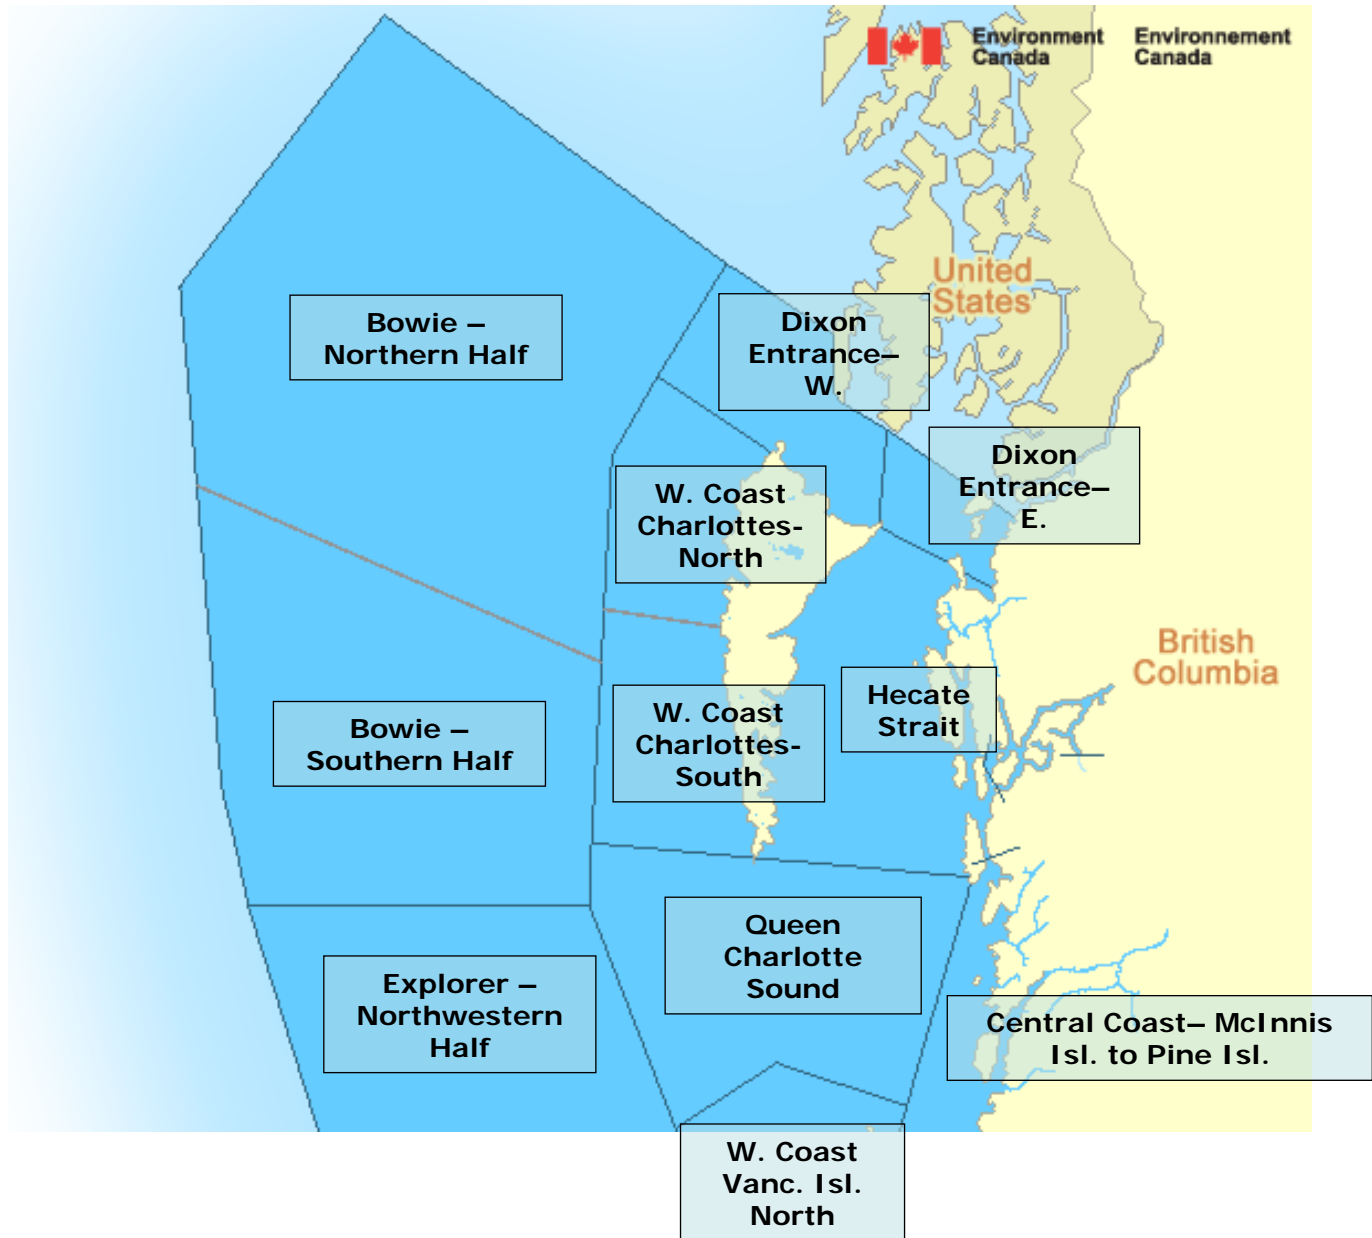 Environment
Canada
Environnement
Canada
United
States
Bowie –
Northern Half
Dixon
Entrance–
W.
Dixon
Entrance–
E.
W. Coast
Charlottes-
North
British
Columbia
Hecate
Strait
W. Coast
Charlottes-
South
Bowie –
Southern Half
Queen
Charlotte
Sound
Explorer –
Northwestern
Half
Central Coast– McInnis
Isl. to Pine Isl.
W. Coast
Vanc. Isl.
North